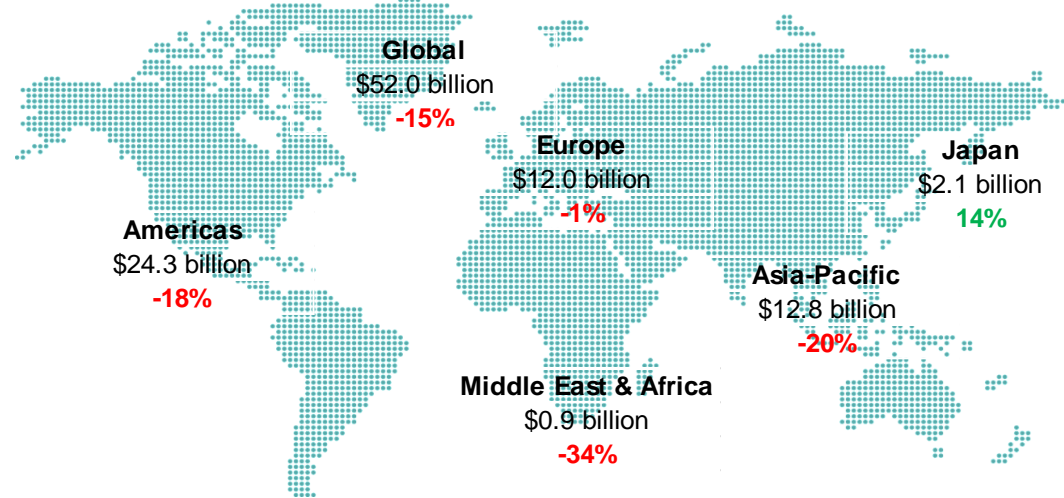 Global
$52.0 billion
-15%
Europe
$12.0 billion
-1%
Japan
$2.1 billion
14%
Americas
$24.3 billion
-18%
Asia-Pacific
$12.8 billion
-20%
Middle East & Africa
$0.9 billion
-34%